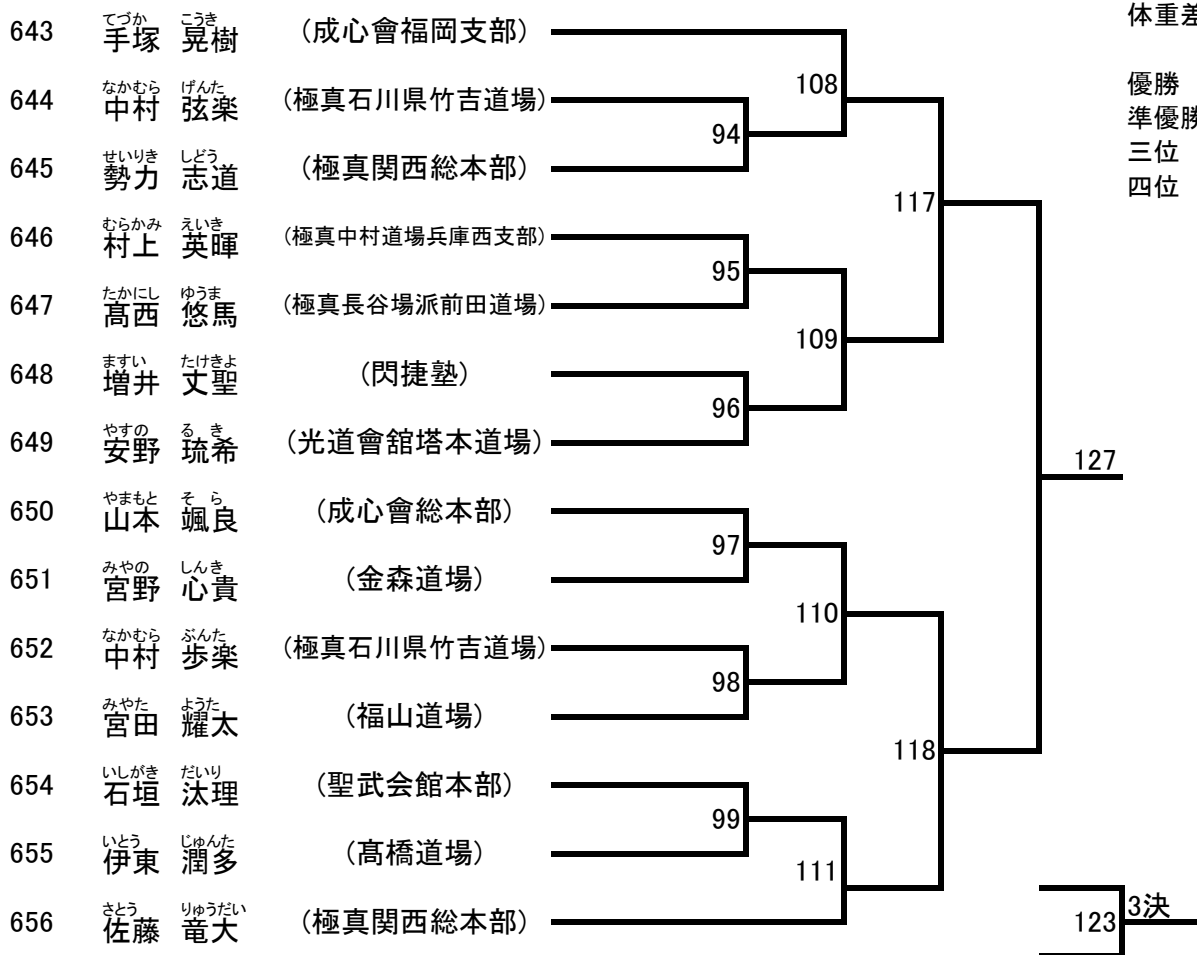 体重差
てづか こうき
643 手塚 晃樹 (成心會福岡支部)
108
優勝
なかむら げんた
644 中村 弦楽 (極真石川県竹吉道場)
準優勝
94
三位
せいりき しどう
645 勢力 志道 (極真関西総本部)
四位
117
むらかみ えいき
646 村上 英暉 (極真中村道場兵庫西支部)
95
たかにし ゆうま
647 髙西 悠馬 (極真長谷場派前田道場)
109
ますい たけきよ
648 増井 丈聖 (閃捷塾)
96
やすの るき
649 安野 琉希 (光道會舘塔本道場)
127
やまもと そら
650 山本 颯良 (成心會総本部)
97
みやの しんき
651 宮野 心貴 (金森道場)
110
なかむら ぶんた
652 中村 歩楽 (極真石川県竹吉道場)
98
みやた ようた
653 宮田 耀太 (福山道場)
118
いしがき だいり
654 石垣 汰理 (聖武会館本部)
99
いとう じゅんた
655 伊東 潤多 (髙橋道場)
111
さとう りゅうだい
656 佐藤 竜大 (極真関西総本部)
123 3決